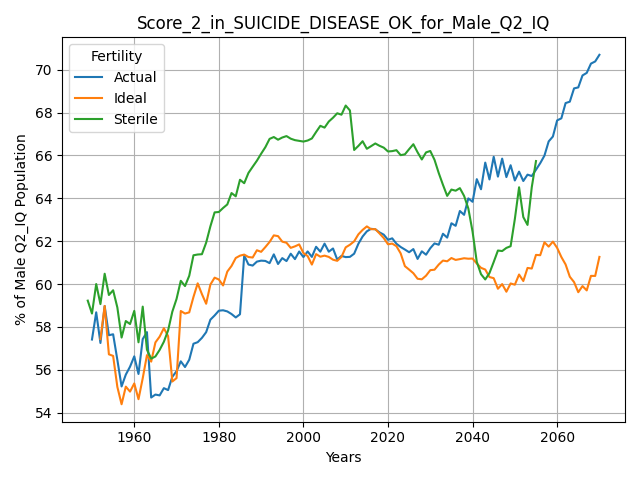 Score_2_in_SUICIDE_DISEASE_OK_for_Male_Q2_IQ
Fertility
Actual
Ideal
Sterile
% of Male Q2_IQ Population
70
68
66
64
62
60
58
56
54
1960
1980
2000
2020
2040
2060
Years